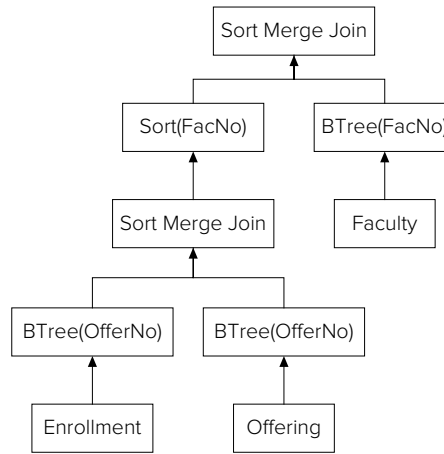 Sort Merge Join
Sort(FacNo)
BTree(FacNo)
Sort Merge Join
Faculty
BTree(OfferNo)
BTree(OfferNo)
Enrollment
Offering